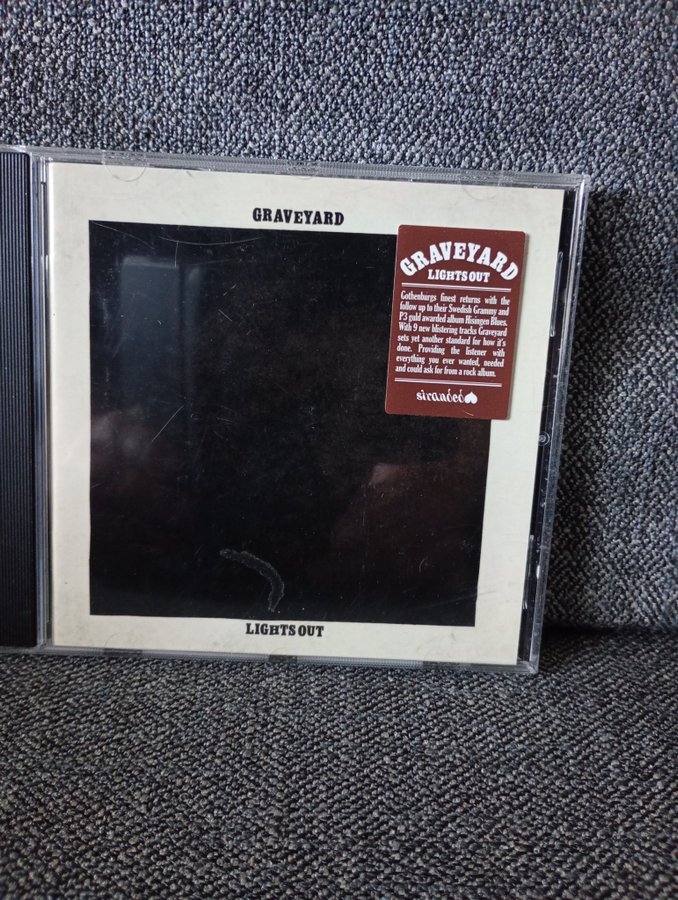 GRAVEYARD
GRAVEYARD
LIGHTS OUT
Gothenburgs finest returns with the
follow up to their Swedish Grammy and
P3 guld awarded album Hisingen Blues.
With 9 new blistering tracks Graveyard
sets yet another standard for how it's
done. Providing the listener with
everything you ever wanted, needed
and could ask for from a rock album.
stranded
LIGHTS OUT